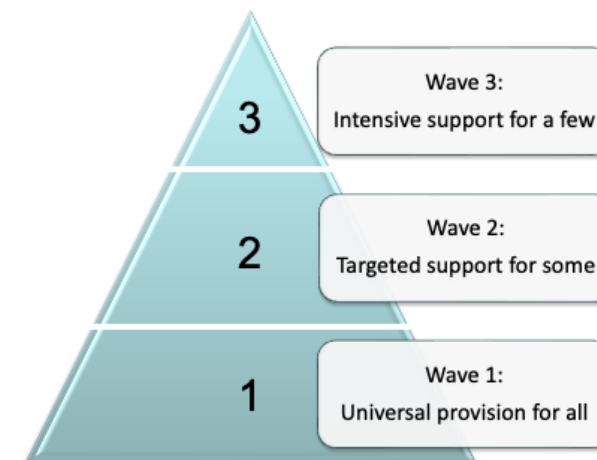 3
Wave 3:
Intensive support for a few
2
Wave 2:
Targeted support for some
1
Wave 1:
Universal provision for all